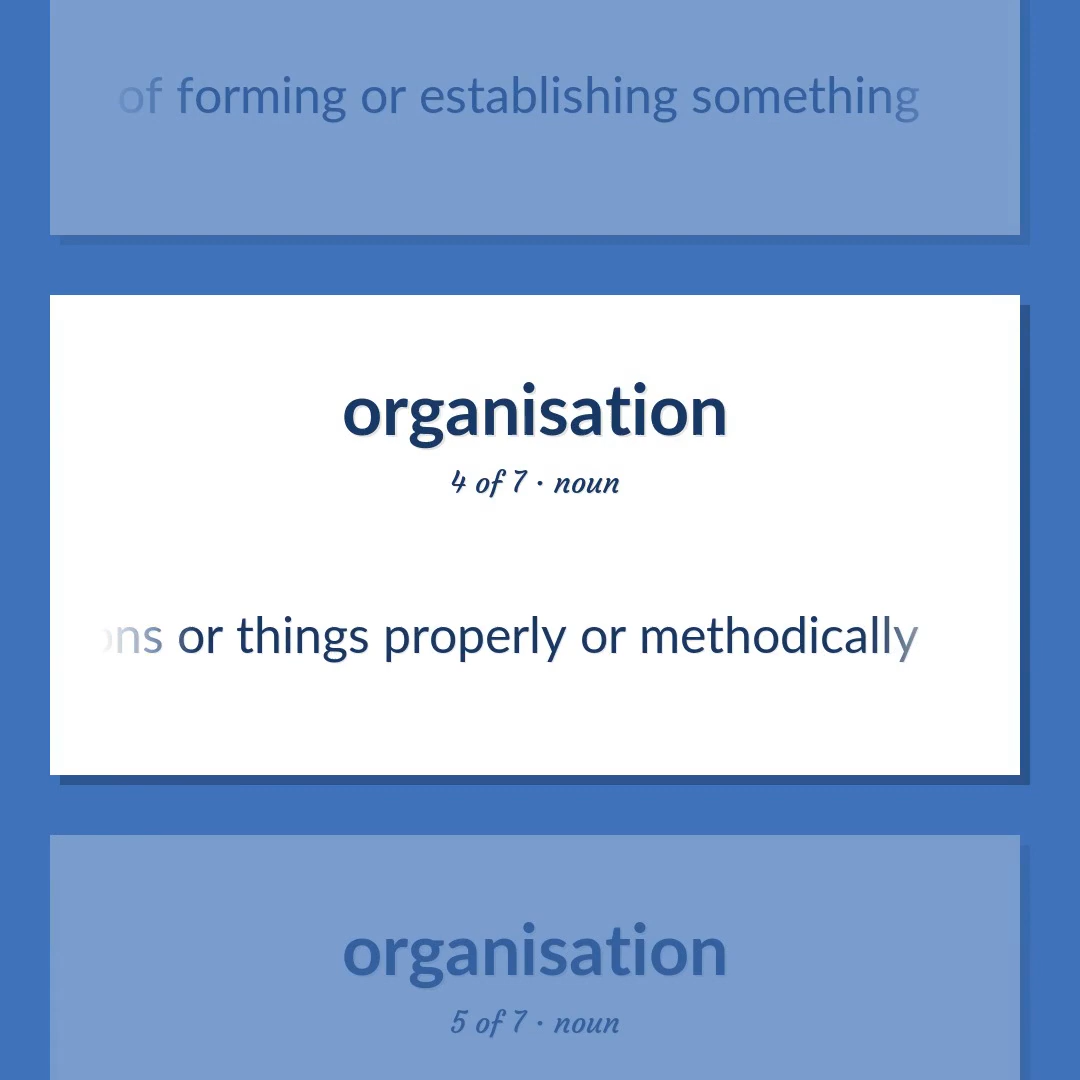 of forming or establishing something
organisation
4 of 7 · noun
or things properly or methodically
organisation
5 of 7 · noun